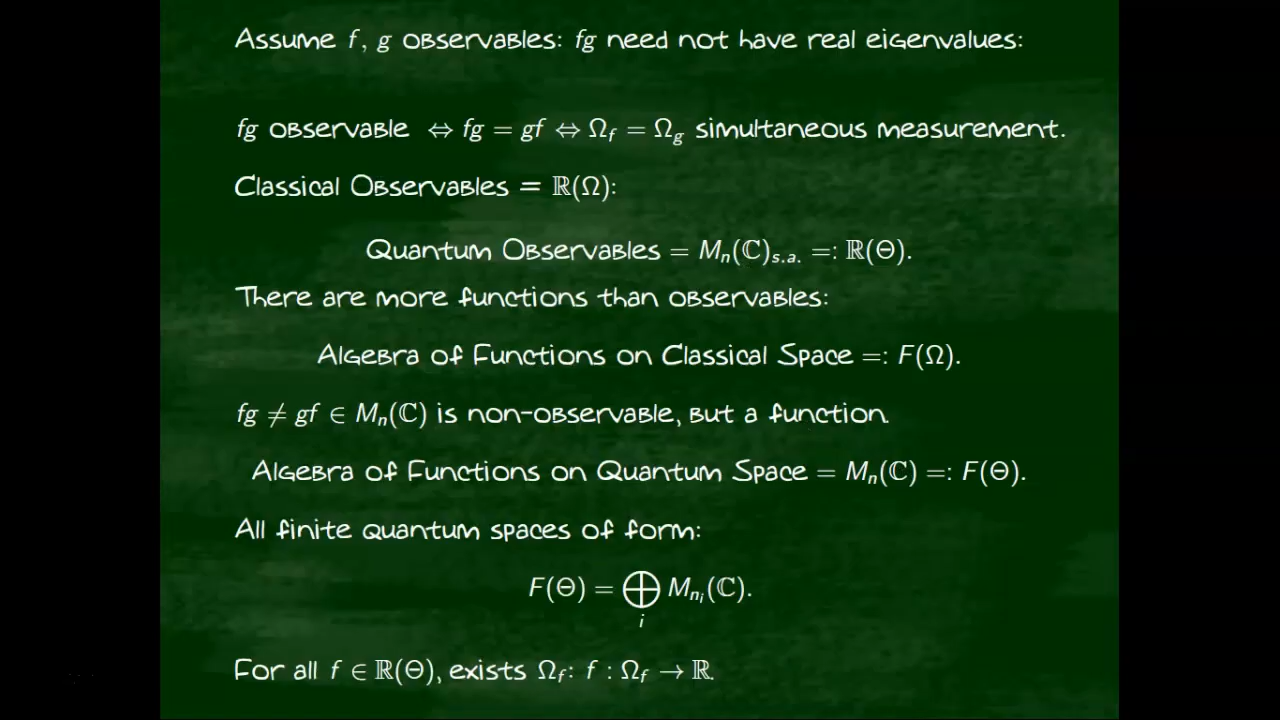 Assume f, g observables: fg need not have real eigenvalues:
fg observable ⇔ fg = gf ⇔ Ω_f = Ω_g simultaneous measurement.
Classical Observables = ℝ(Ω):
Quantum Observables = M_n(ℂ)_{s.a.} =: ℝ(Θ).
There are more functions than observables:
Algebra of Functions on Classical Space =: F(Ω).
fg ≠ gf ∈ M_n(ℂ) is non-observable, but a function.
Algebra of Functions on Quantum Space = M_n(ℂ) =: F(Θ).
All finite quantum spaces of form:
F(Θ) = ⨁_i M_{n_i}(ℂ).
For all f ∈ ℝ(Θ), exists Ω_f: f : Ω_f → ℝ.